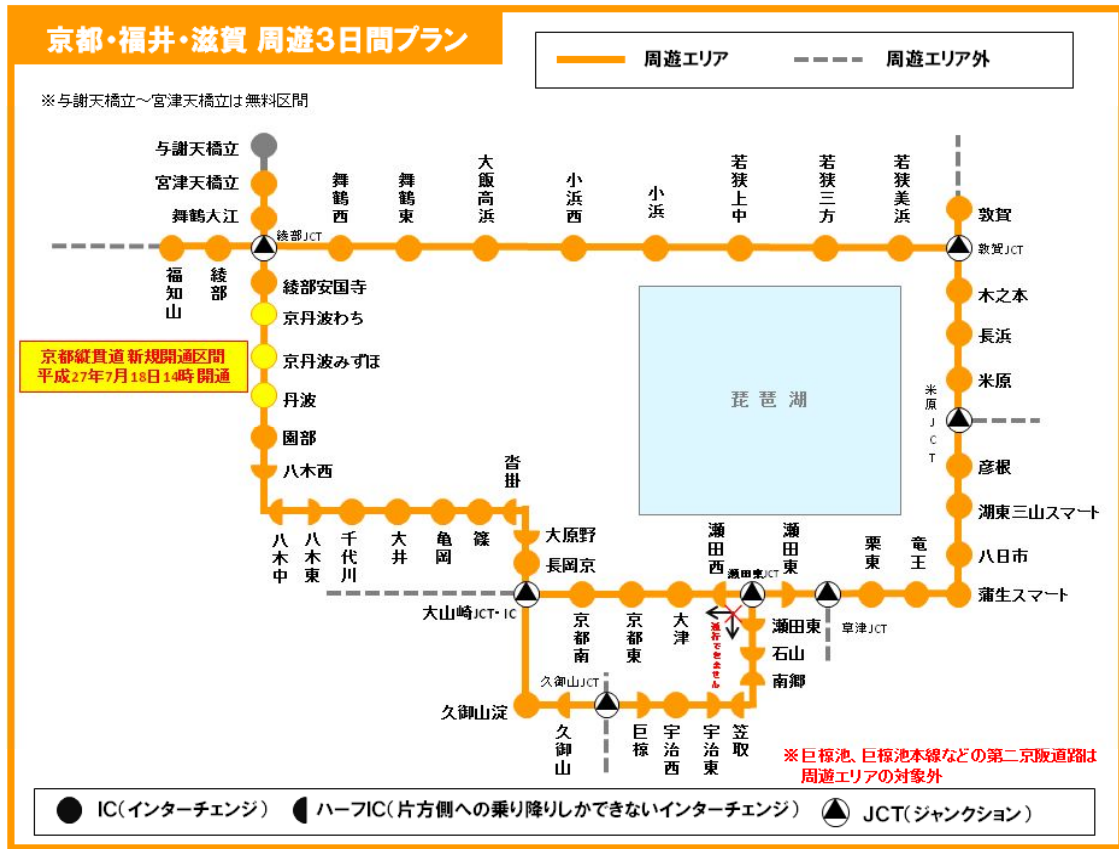 京都・福井・滋賀 周遊3日間プラン
周遊エリア
周遊エリア外
※与謝天橋立～宮津天橋立は無料区間
与謝天橋立
宮津天橋立
舞鶴大江
綾部JCT
福知山
綾部
舞鶴西
舞鶴東
大飯高浜
小浜西
小浜
若狭上中
若狭三方
若狭美浜
敦賀
敦賀JCT
木之本
長浜
米原
米原JCT
彦根
湖東三山スマート
八日市
蒲生スマート
綾部安国寺
京丹波わち
京丹波みずほ
丹波
園部
八木西
京都縦貫道 新規開通区間
平成27年7月18日14時 開通
琵琶湖
八木中
八木東
千代川
大井
亀岡
篠
沓掛
大原野
長岡京
大山崎JCT・IC
京都南
京都東
大津
瀬田西
瀬田東JCT
瀬田東
草津JCT
栗東
竜王
通行できません
瀬田東
石山
南郷
久御山淀
久御山
久御山JCT
巨椋
宇治西
宇治東
笠取
※巨椋池、巨椋池本線などの第二京阪道路は
周遊エリアの対象外
IC(インターチェンジ)
ハーフIC(片方側への乗り降りしかできないインターチェンジ)
JCT(ジャンクション)